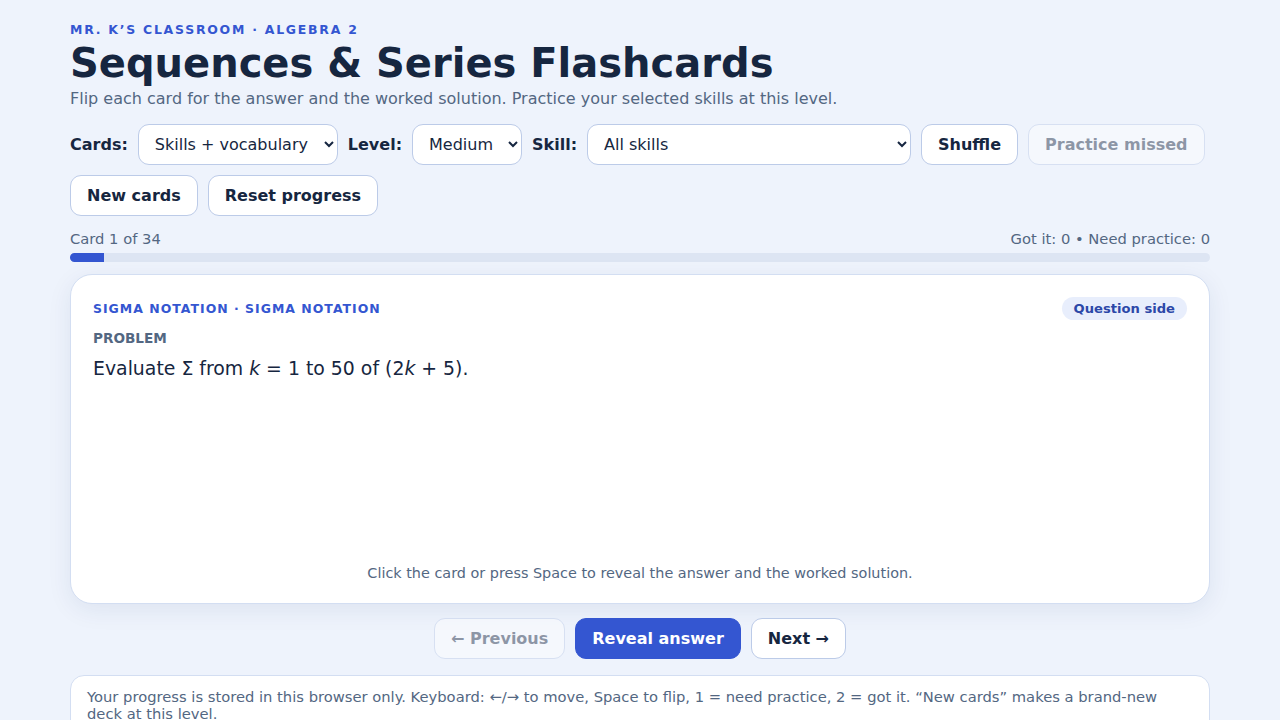 MR. K’S CLASSROOM · ALGEBRA 2
Sequences & Series Flashcards
Flip each card for the answer and the worked solution. Practice your selected skills at this level.
Cards: Skills + vocabulary Level: Medium Skill: All skills Shuffle Practice missed
New cards Reset progress
Card 1 of 34 Got it: 0 • Need practice: 0
SIGMA NOTATION · SIGMA NOTATION Question side
PROBLEM
Evaluate Σ from k = 1 to 50 of (2k + 5).
Click the card or press Space to reveal the answer and the worked solution.
← Previous Reveal answer Next →
Your progress is stored in this browser only. Keyboard: ←/→ to move, Space to flip, 1 = need practice, 2 = got it. “New cards” makes a brand-new
deck at this level.